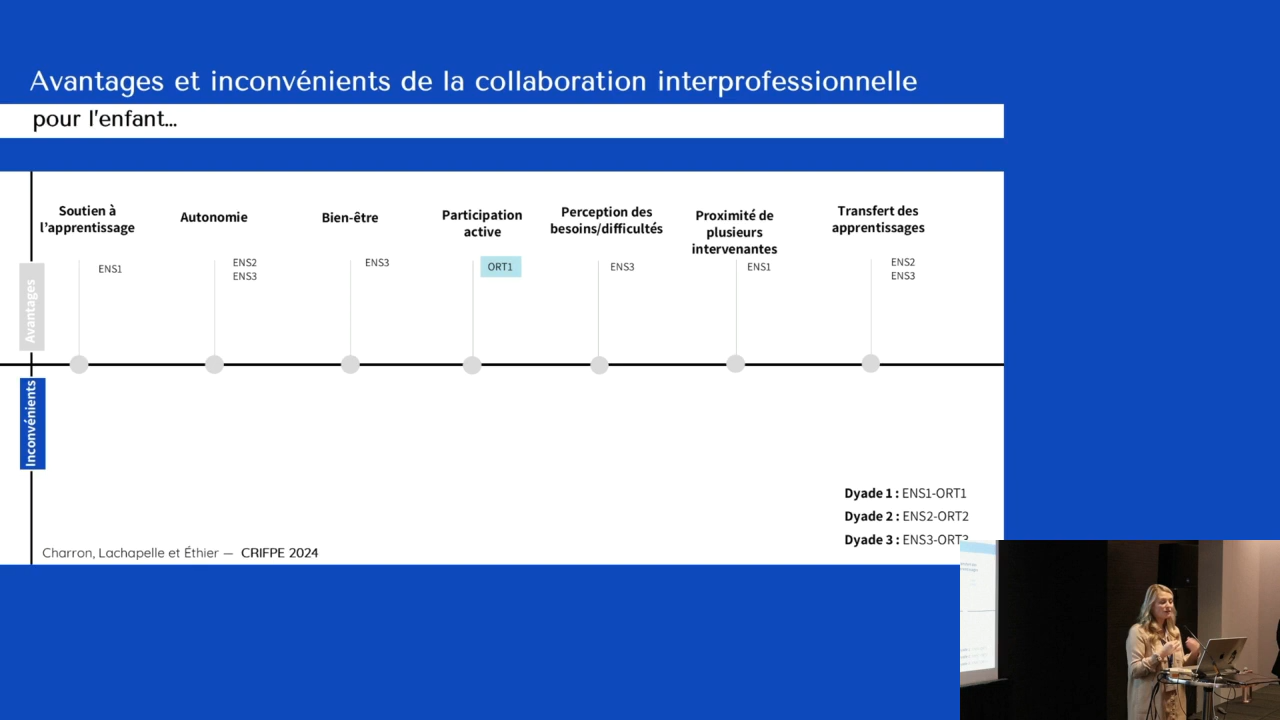 Avantages et inconvénients de la collaboration interprofessionnelle
pour l'enfant...
Soutien à
l'apprentissage
Autonomie
Bien-être
Participation
active
Perception des
besoins/difficultés
Proximité de
plusieurs
intervenantes
Transfert des
apprentissages
ENS1
ENS2
ENS3
ENS3
ORT1
ENS3
ENS1
ENS2
ENS3
Avantages
Inconvénients
Dyade 1 : ENS1-ORT1
Dyade 2 : ENS2-ORT2
Dyade 3 : ENS3-ORT3
Charron, Lachapelle et Éthier — CRIFPE 2024